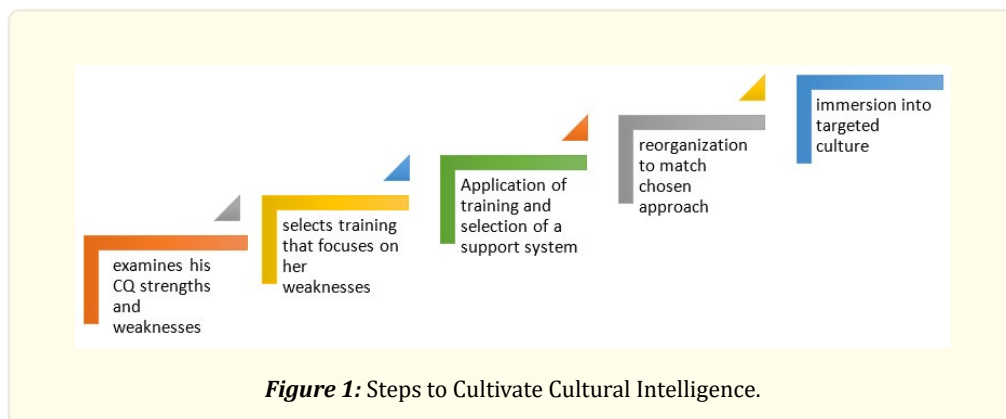 examines his
CQ strengths
and
weaknesses
selects training
that focuses on
her
weaknesses
Application of
training and
selection of a
support system
reorganization
to match
chosen
approach
immersion into
targeted
culture
Figure 1: Steps to Cultivate Cultural Intelligence.